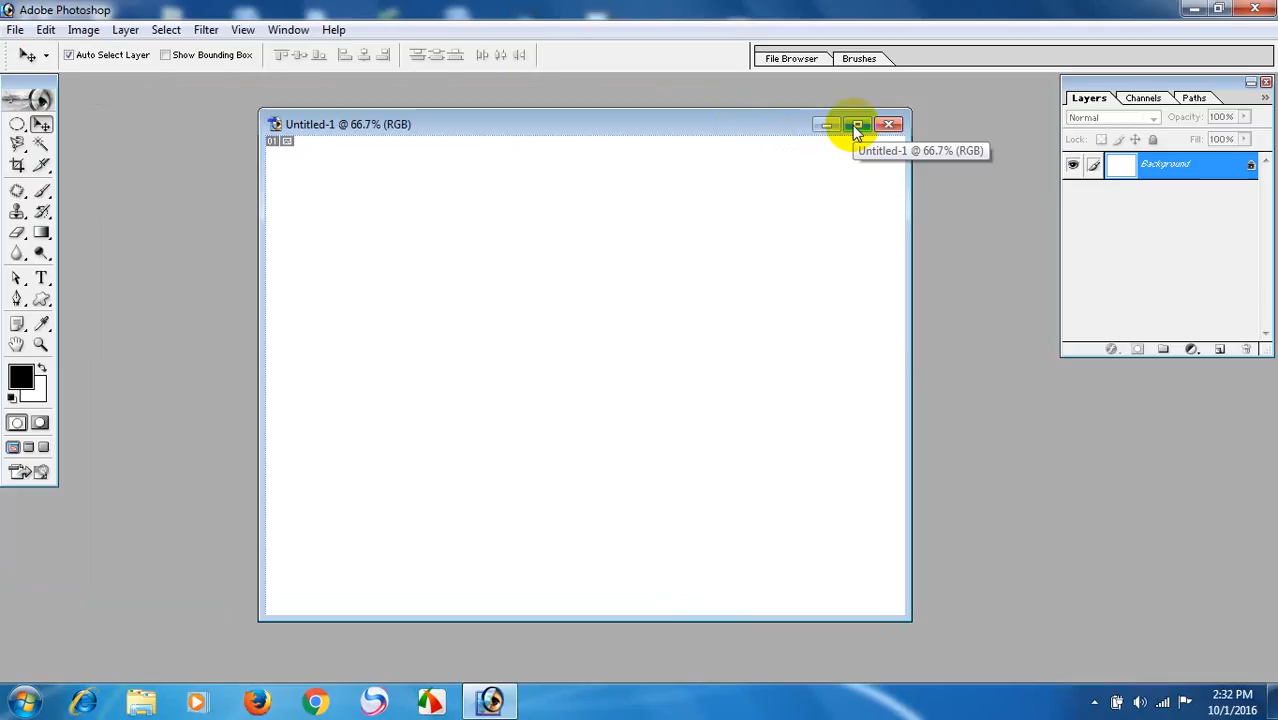 Adobe Photoshop
File Edit Image Layer Select Filter View Window Help
Auto Select Layer Show Bounding Box
File Browser Brushes
Untitled-1 @ 66.7% (RGB)
01
Untitled-1 @ 66.7% (RGB)
Layers Channels Paths
Normal Opacity: 100%
Lock: Fill: 100%
Background
T
2:32 PM
10/1/2016